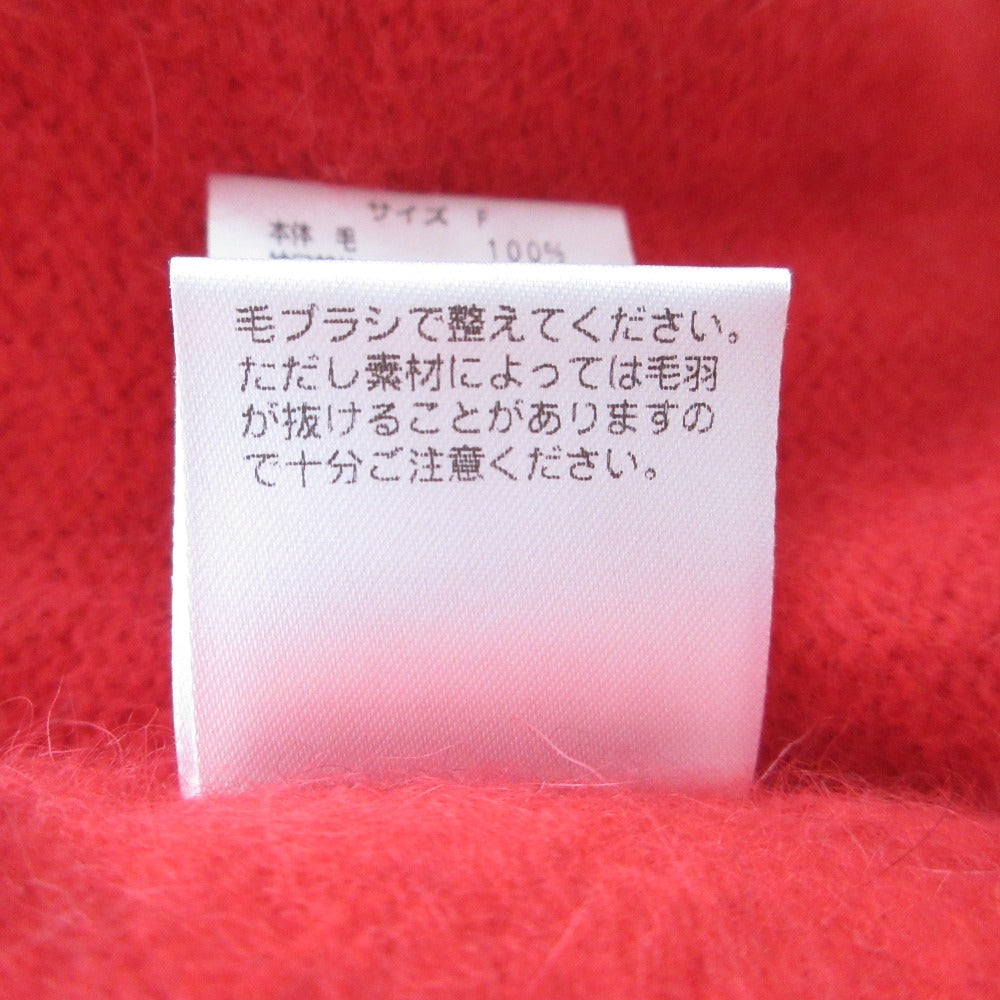 サイズ F
本体 毛 100%
毛ブラシで整えてください。
ただし素材によっては毛羽
が抜けることがありますの
で十分ご注意ください。